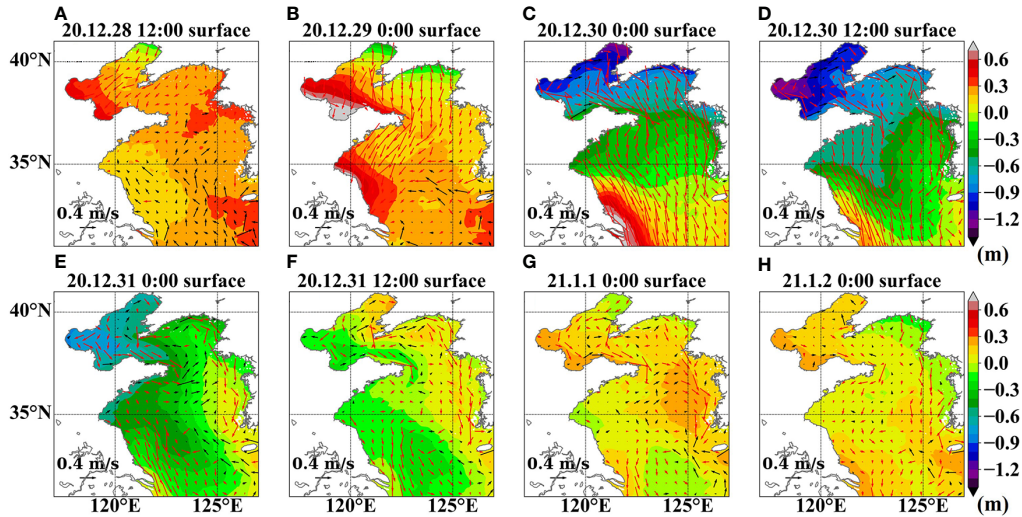 A B C D
20.12.28 12:00 surface 20.12.29 0:00 surface 20.12.30 0:00 surface 20.12.30 12:00 surface
40°N
35°N
0.4 m/s 0.4 m/s 0.4 m/s 0.4 m/s
0.6
0.3
0.0
−0.3
−0.6
−0.9
−1.2
(m)
E F G H
20.12.31 0:00 surface 20.12.31 12:00 surface 21.1.1 0:00 surface 21.1.2 0:00 surface
40°N
35°N
0.4 m/s 0.4 m/s 0.4 m/s 0.4 m/s
120°E 125°E 120°E 125°E 120°E 125°E 120°E 125°E
0.6
0.3
0.0
−0.3
−0.6
−0.9
−1.2
(m)